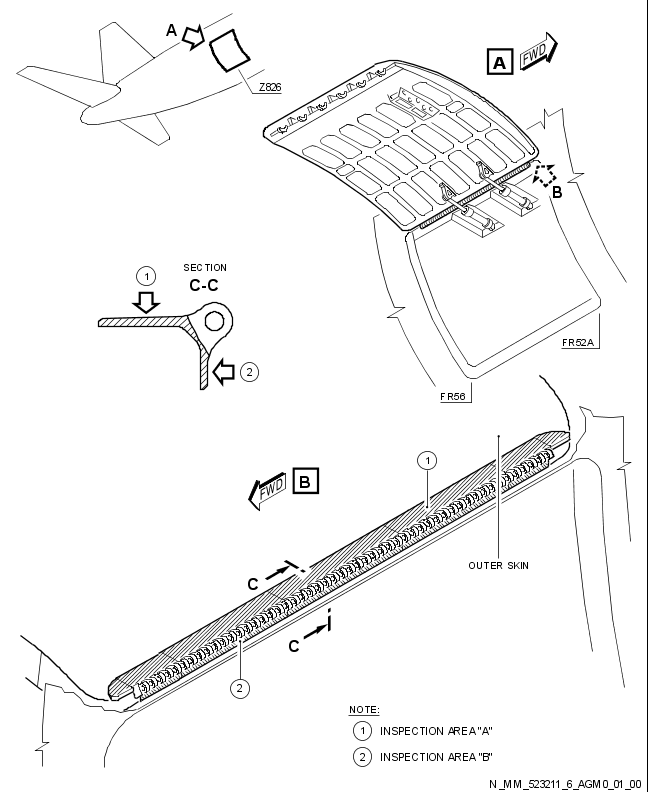 A
Z826
A
FWD
B
FR52A
FR56
SECTION
C-C
1
2
FWD
B
1
OUTER SKIN
C
C
2
NOTE:
1 INSPECTION AREA "A"
2 INSPECTION AREA "B"
N_MM_523211_6_AGM0_01_00